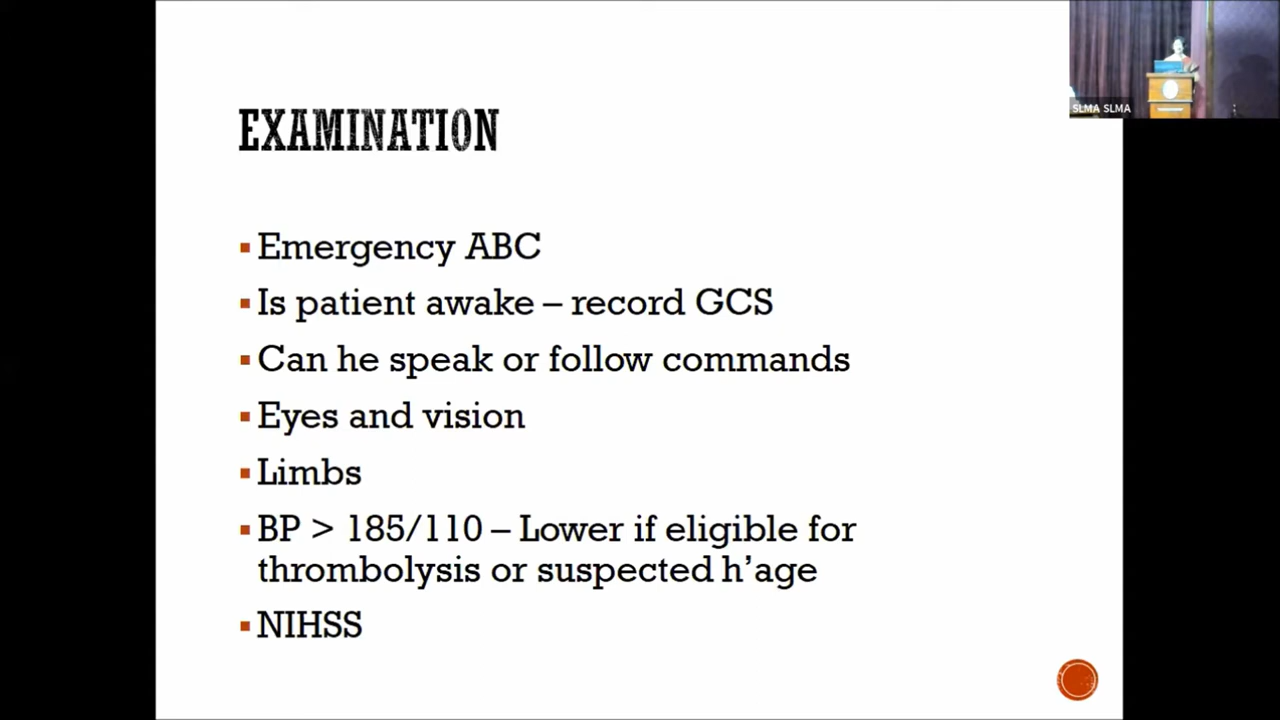 SLMA SLMA
EXAMINATION
▪ Emergency ABC
▪ Is patient awake – record GCS
▪ Can he speak or follow commands
▪ Eyes and vision
▪ Limbs
▪ BP > 185/110 – Lower if eligible for
thrombolysis or suspected h’age
▪ NIHSS